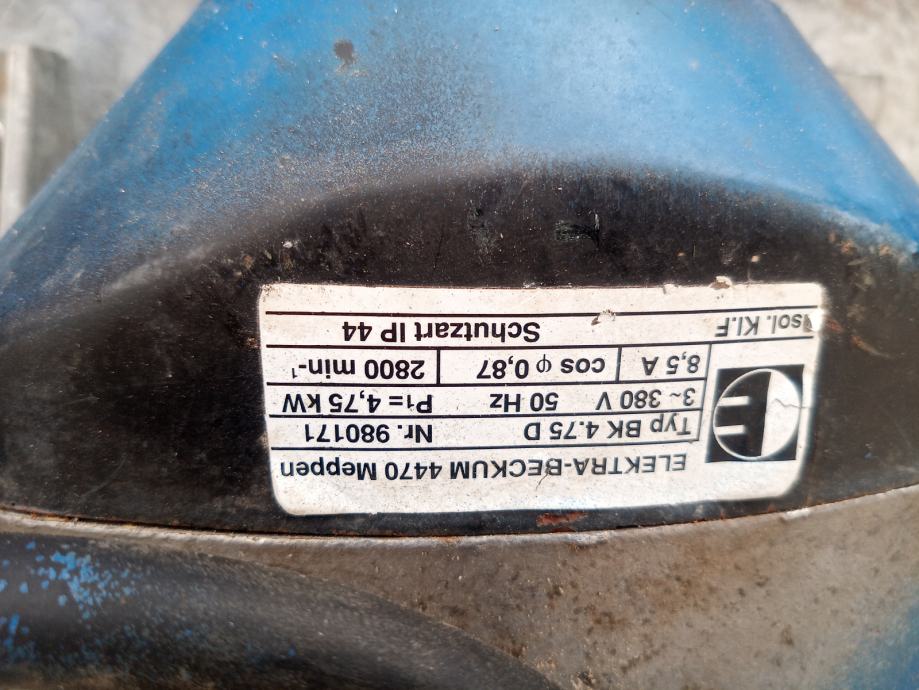 ELEKTRA-BECKUM 4470 Meppen
Typ BK 4.75 D Nr. 980171
3~ 380 V 50 Hz P1= 4,75 kW
8,5 A cos φ 0,87 2800 min-1
Isol. Kl.F Schutzart IP 44